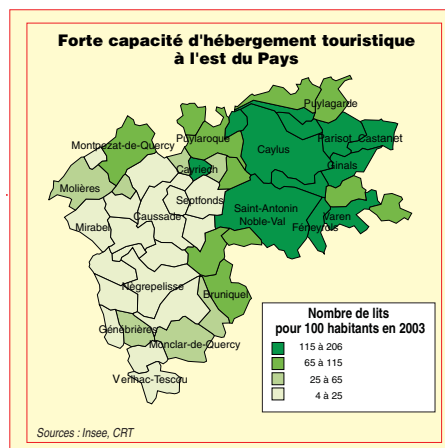 Forte capacité d'hébergement touristique
à l'est du Pays
Puylagarde
Montpezat-de-Quercy
Puylaroque
Parisot
Castanet
Caylus
Cayriech
Ginals
Molières
Septfonds
Saint-Antonin
Noble-Val
Varen
Caussade
Mirabel
Féneyrols
Nègrepelisse
Bruniquel
Génébrières
Monclar-de-Quercy
Verlhac-Tescou
Nombre de lits
pour 100 habitants en 2003
115 à 206
65 à 115
25 à 65
4 à 25
Sources : Insee, CRT